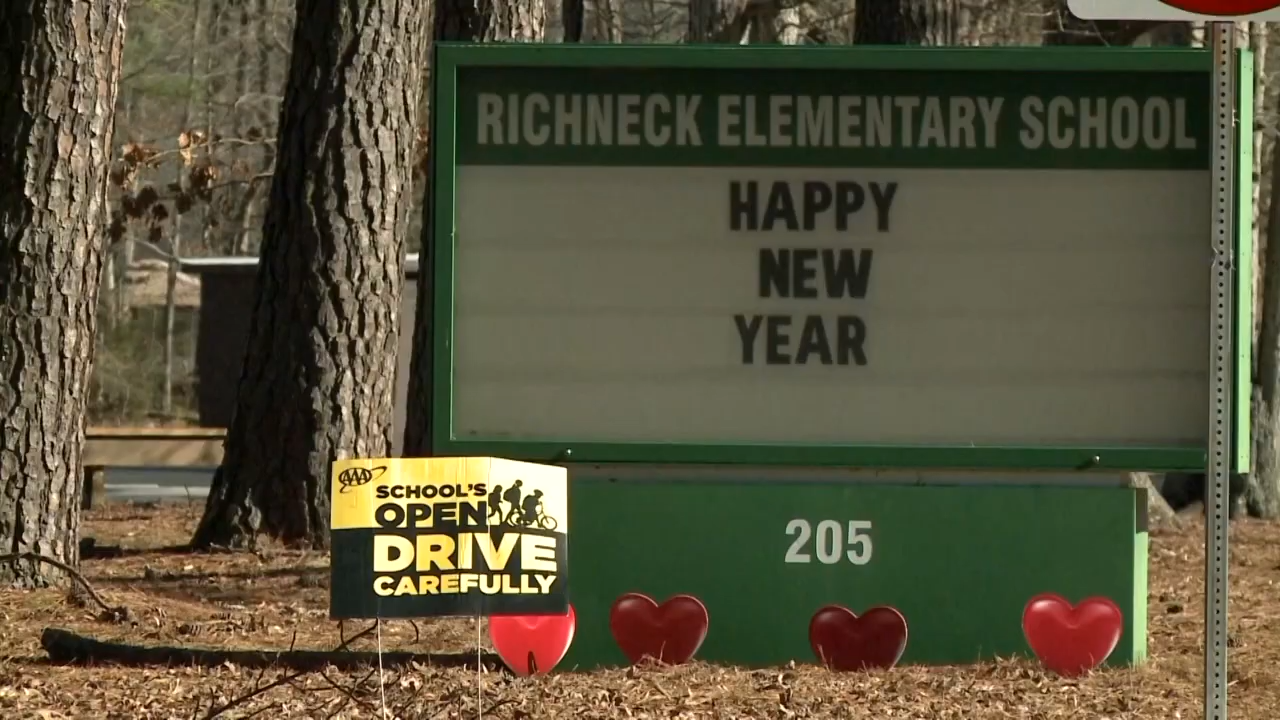 RICHNECK ELEMENTARY SCHOOL
HAPPY
NEW
YEAR
205
AAA
SCHOOL'S
OPEN
DRIVE
CAREFULLY